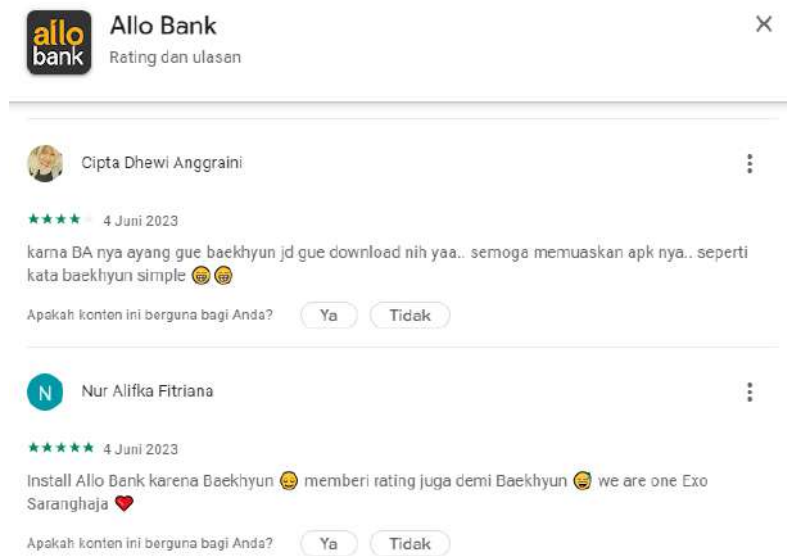 allo
bank
Allo Bank
Rating dan ulasan
Cipta Dhewi Anggraini
4 Juni 2023
karna BA nya ayang gue baekhyun jd gue download nih yaa.. semoga memuaskan apk nya.. seperti
kata baekhyun simple 😁😁
Apakah konten ini berguna bagi Anda? Ya Tidak
N Nur Alifka Fitriana
4 Juni 2023
Install Allo Bank karena Baekhyun 😌 memberi rating juga demi Baekhyun 😅 we are one Exo
Saranghaja ❤
Apakah konten ini berguna bagi Anda? Ya Tidak